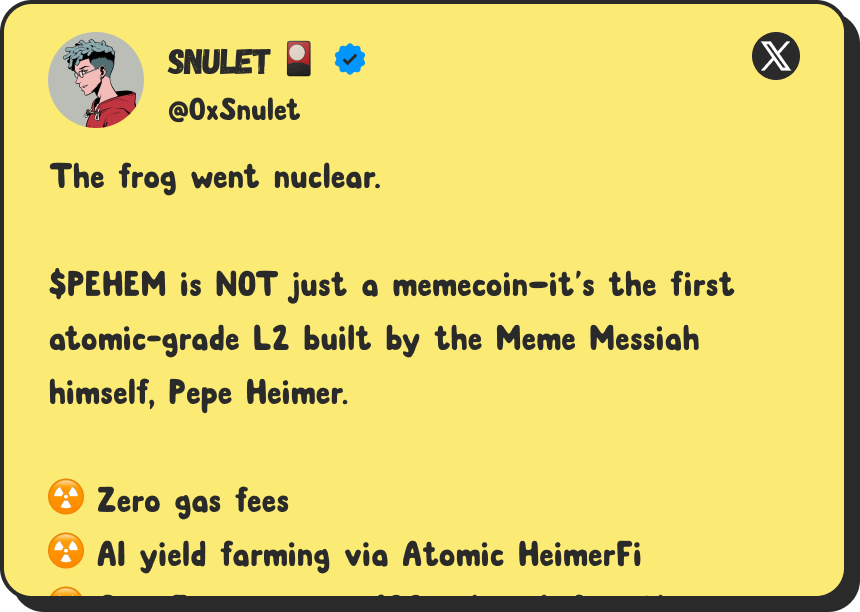 SNULET 🎴
@0xSnulet
The frog went nuclear.
$PEHEM is NOT just a memecoin—it's the first
atomic-grade L2 built by the Meme Messiah
himself, Pepe Heimer.
☢️ Zero gas fees
☢️ AI yield farming via Atomic HeimerFi